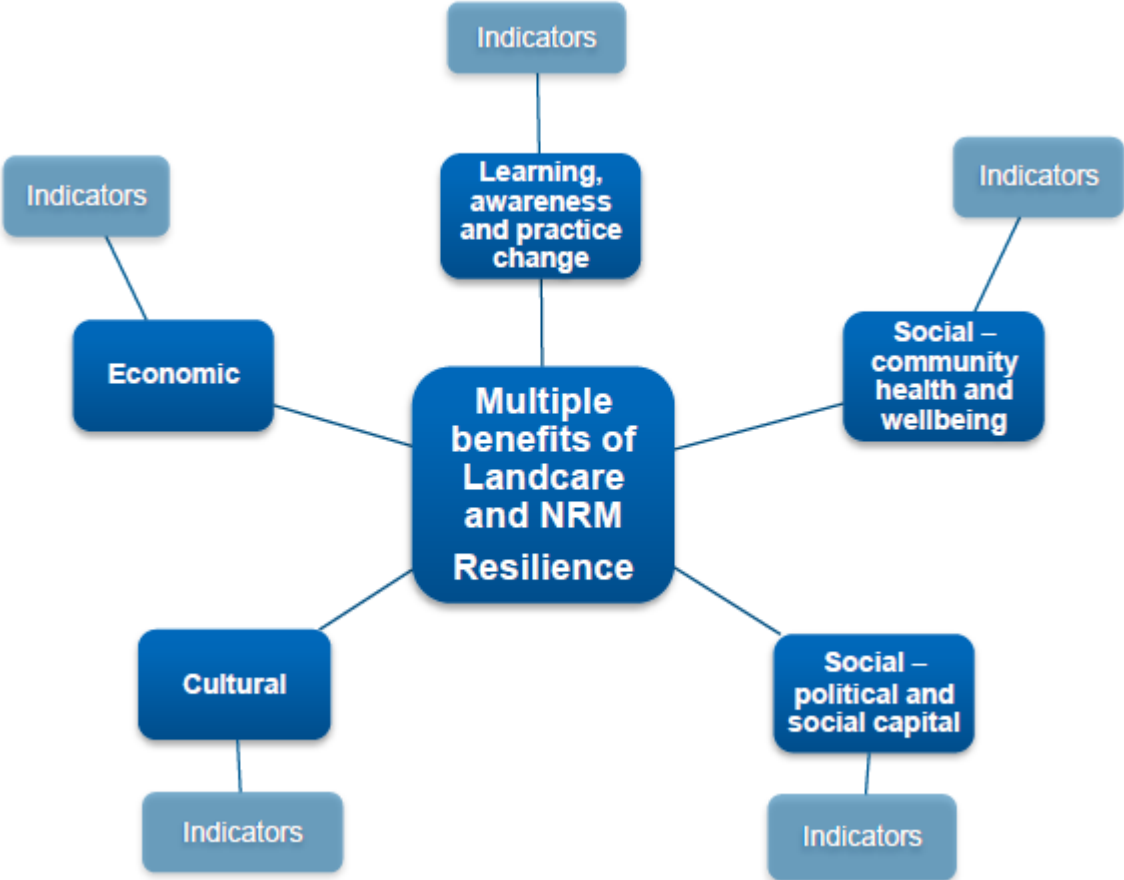 Indicators
Learning,
awareness
and practice
change
Indicators
Economic
Indicators
Social –
community
health and
wellbeing
Multiple
benefits of
Landcare
and NRM
Resilience
Cultural
Indicators
Social –
political and
social capital
Indicators